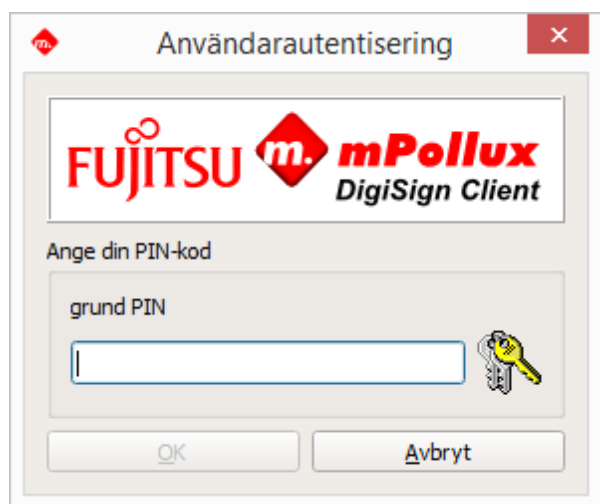 Användarautentisering
FUJITSU m. mPollux
DigiSign Client
Ange din PIN-kod
grund PIN
OK
Avbryt